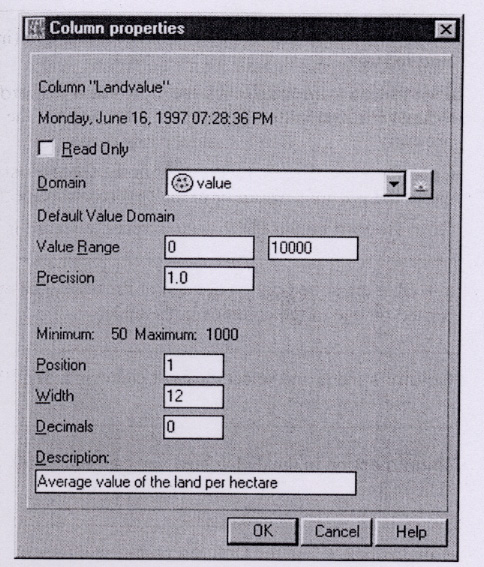 Column properties
Column "Landvalue"
Monday, June 16, 1997 07:28:36 PM
Read Only
Domain value
Default Value Domain
Value Range 0 10000
Precision 1.0
Minimum: 50 Maximum: 1000
Position 1
Width 12
Decimals 0
Description:
Average value of the land per hectare
OK Cancel Help